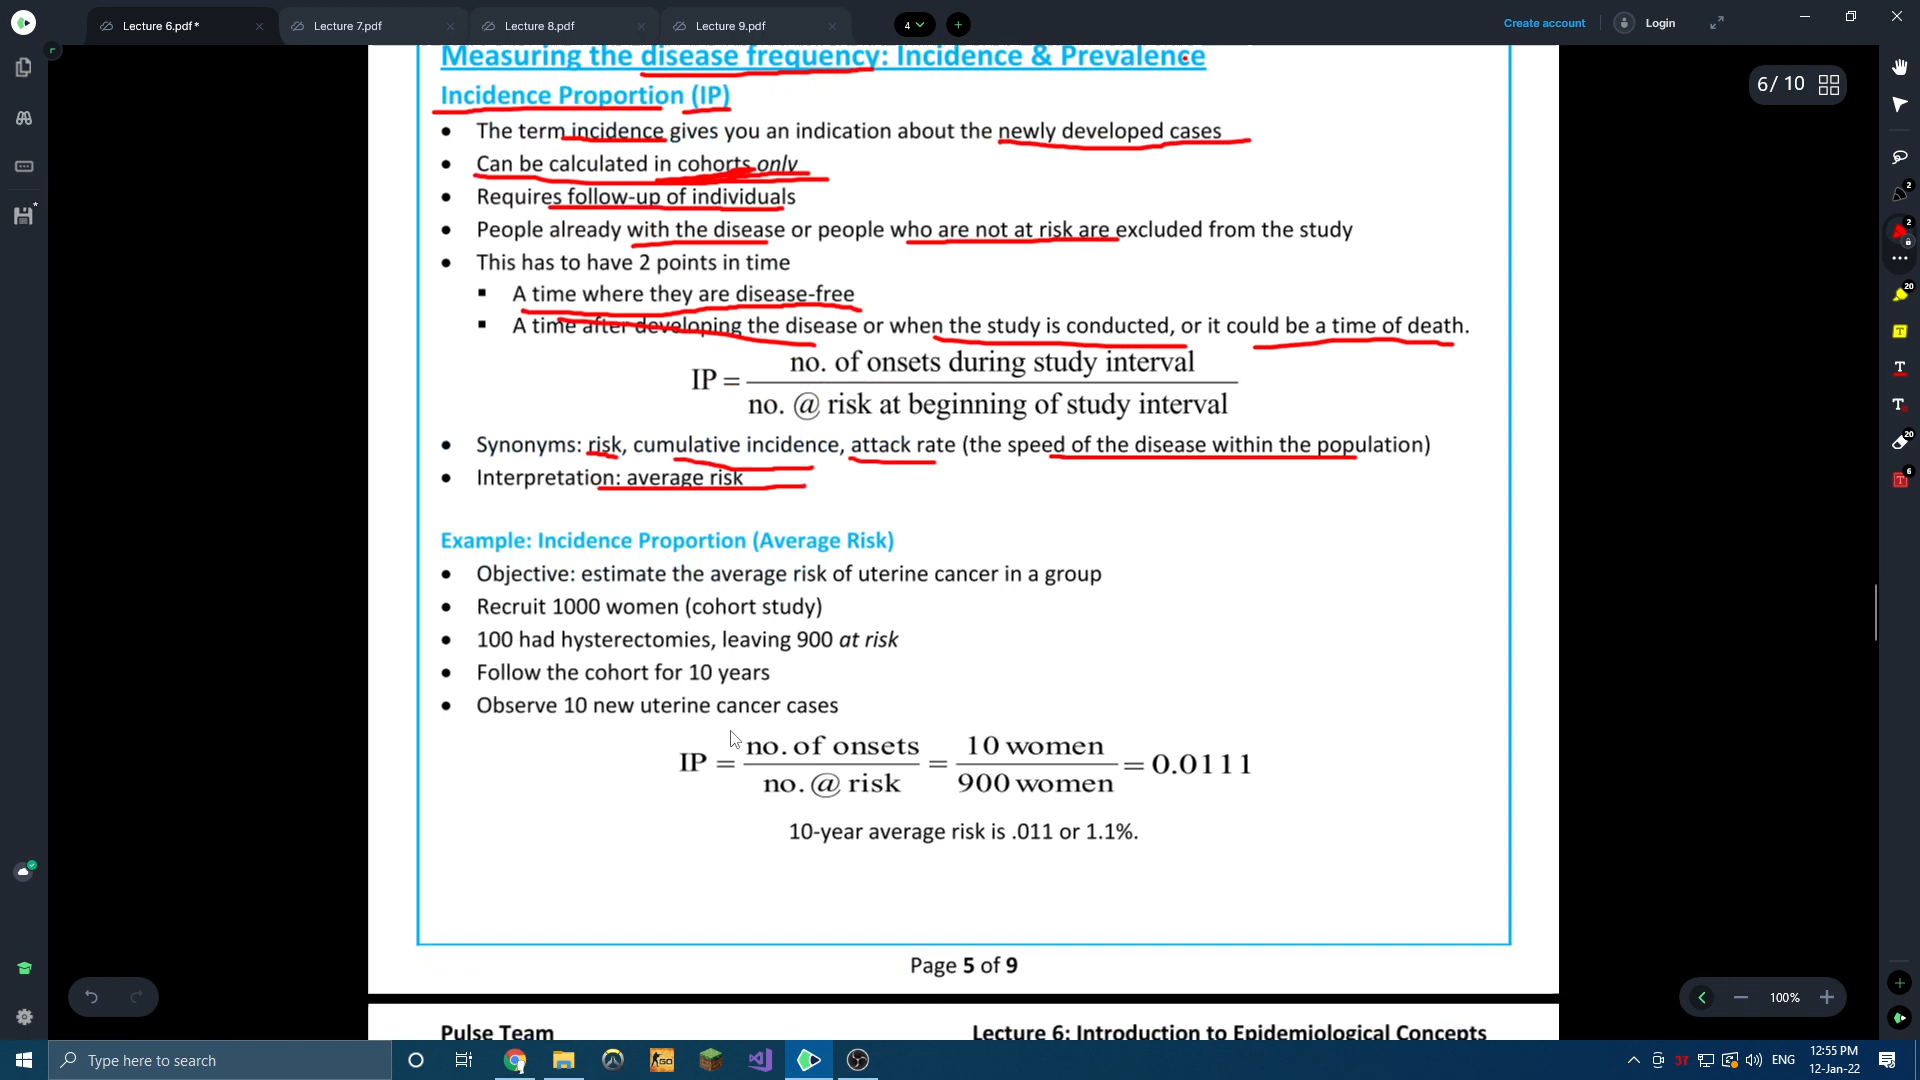 Lecture 6.pdf*
Lecture 7.pdf
Lecture 8.pdf
Lecture 9.pdf
4
Create account
Login
6/ 10
Measuring the disease frequency: Incidence & Prevalence
Incidence Proportion (IP)
• The term incidence gives you an indication about the newly developed cases
• Can be calculated in cohorts only
• Requires follow-up of individuals
• People already with the disease or people who are not at risk are excluded from the study
• This has to have 2 points in time
▪ A time where they are disease-free
▪ A time after developing the disease or when the study is conducted, or it could be a time of death.
IP = no. of onsets during study interval
no. @ risk at beginning of study interval
• Synonyms: risk, cumulative incidence, attack rate (the speed of the disease within the population)
• Interpretation: average risk
Example: Incidence Proportion (Average Risk)
• Objective: estimate the average risk of uterine cancer in a group
• Recruit 1000 women (cohort study)
• 100 had hysterectomies, leaving 900 at risk
• Follow the cohort for 10 years
• Observe 10 new uterine cancer cases
IP = no. of onsets = 10 women = 0.0111
no. @ risk 900 women
10-year average risk is .011 or 1.1%.
Page 5 of 9
Pulse Team
Lecture 6: Introduction to Epidemiological Concepts
2
2
20
T
T
T
20
T
6
100%
Type here to search
GO
37
ENG
12:55 PM
12-Jan-22